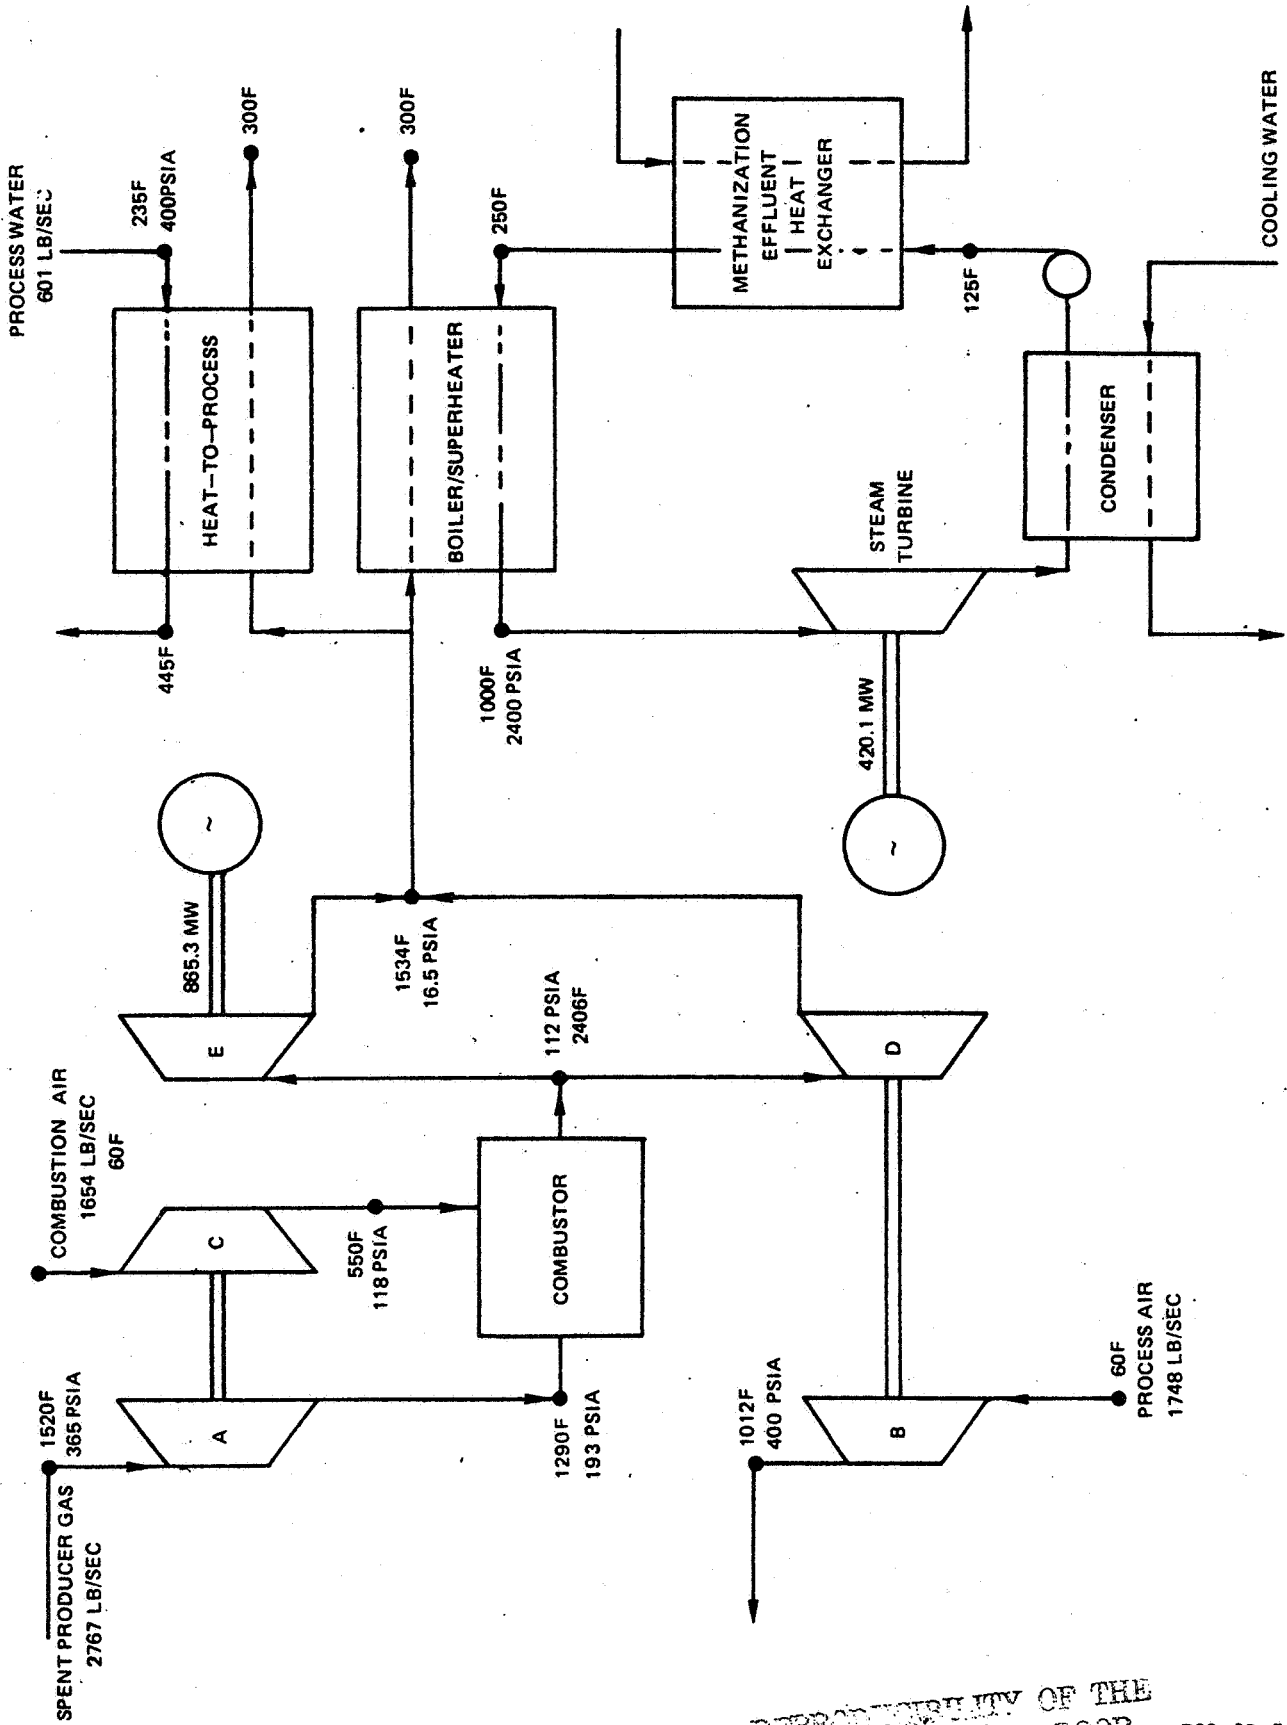 SPENT PRODUCER GAS
2767 LB/SEC
1520F
365 PSIA
A
COMBUSTION AIR
1654 LB/SEC
60F
C
550F
118 PSIA
1290F
193 PSIA
COMBUSTOR
112 PSIA
2406F
E
865.3 MW
~
1534F
16.5 PSIA
D
1012F
400 PSIA
B
60F
PROCESS AIR
1748 LB/SEC
PROCESS WATER
601 LB/SEC
235F
400PSIA
445F
HEAT-TO-PROCESS
300F
BOILER/SUPERHEATER
300F
250F
1000F
2400 PSIA
420.1 MW
~
STEAM
TURBINE
METHANIZATION
EFFLUENT
HEAT
EXCHANGER
125F
CONDENSER
COOLING WATER
REPRODUCIBILITY OF THE